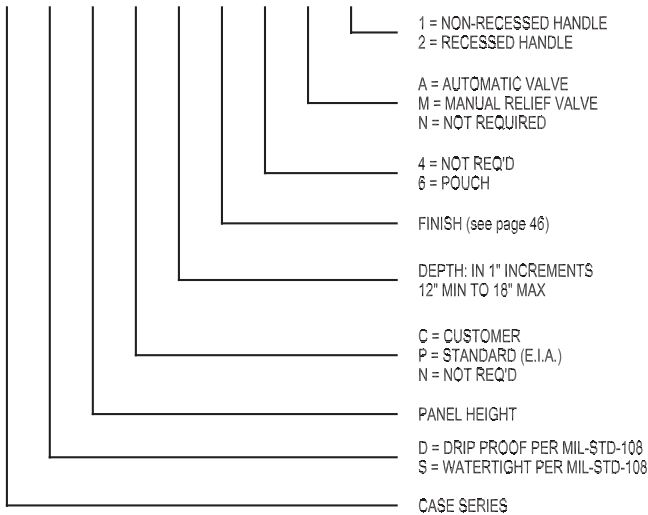 1 = NON-RECESSED HANDLE
2 = RECESSED HANDLE
A = AUTOMATIC VALVE
M = MANUAL RELIEF VALVE
N = NOT REQUIRED
4 = NOT REQ'D
6 = POUCH
FINISH (see page 46)
DEPTH: IN 1" INCREMENTS
12" MIN TO 18" MAX
C = CUSTOMER
P = STANDARD (E.I.A.)
N = NOT REQ'D
PANEL HEIGHT
D = DRIP PROOF PER MIL-STD-108
S = WATERTIGHT PER MIL-STD-108
CASE SERIES